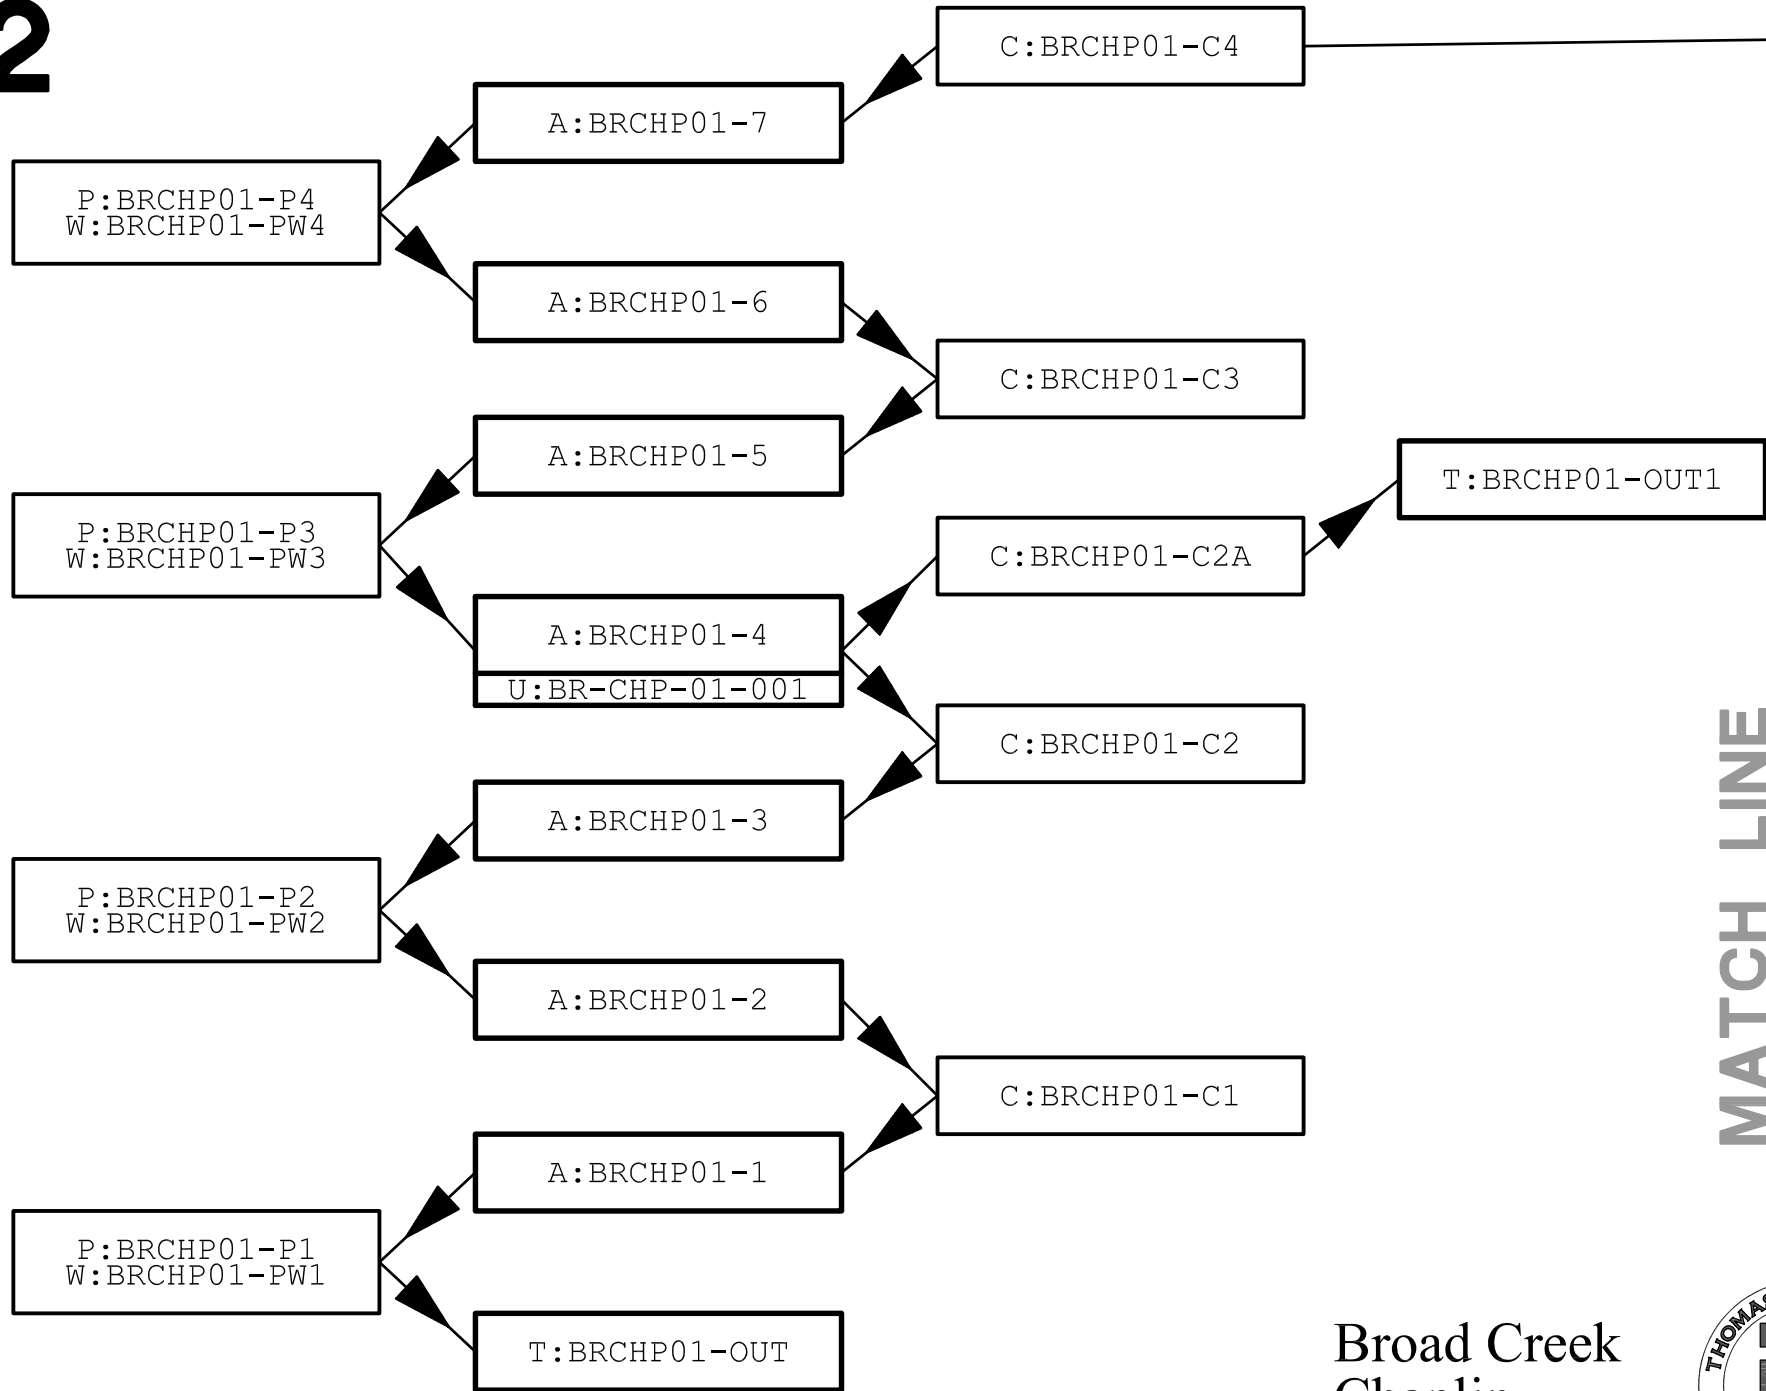 2
C:BRCHP01-C4
A:BRCHP01-7
P:BRCHP01-P4
W:BRCHP01-PW4
A:BRCHP01-6
C:BRCHP01-C3
A:BRCHP01-5
T:BRCHP01-OUT1
P:BRCHP01-P3
W:BRCHP01-PW3
C:BRCHP01-C2A
A:BRCHP01-4
U:BR-CHP-01-001
C:BRCHP01-C2
A:BRCHP01-3
P:BRCHP01-P2
W:BRCHP01-PW2
A:BRCHP01-2
C:BRCHP01-C1
A:BRCHP01-1
P:BRCHP01-P1
W:BRCHP01-PW1
T:BRCHP01-OUT
MATCH LINE
Broad Creek
Chaplin
THOMAS